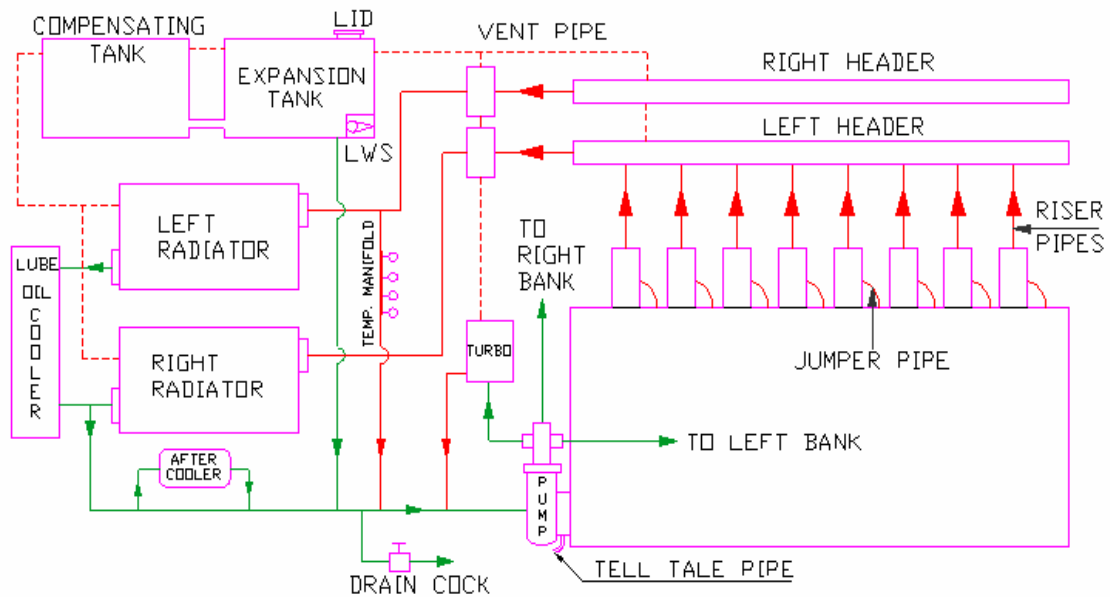 COMPENSATING
TANK
LID
VENT PIPE
EXPANSION
TANK
RIGHT HEADER
LEFT HEADER
LWS
LEFT
RADIATOR
TEMP. MANIFOLD
TO
RIGHT
BANK
RISER
PIPES
LUBE
OIL
COOLER
RIGHT
RADIATOR
TURBO
JUMPER PIPE
TO LEFT BANK
AFTER
COOLER
PUMP
DRAIN COCK
TELL TALE PIPE